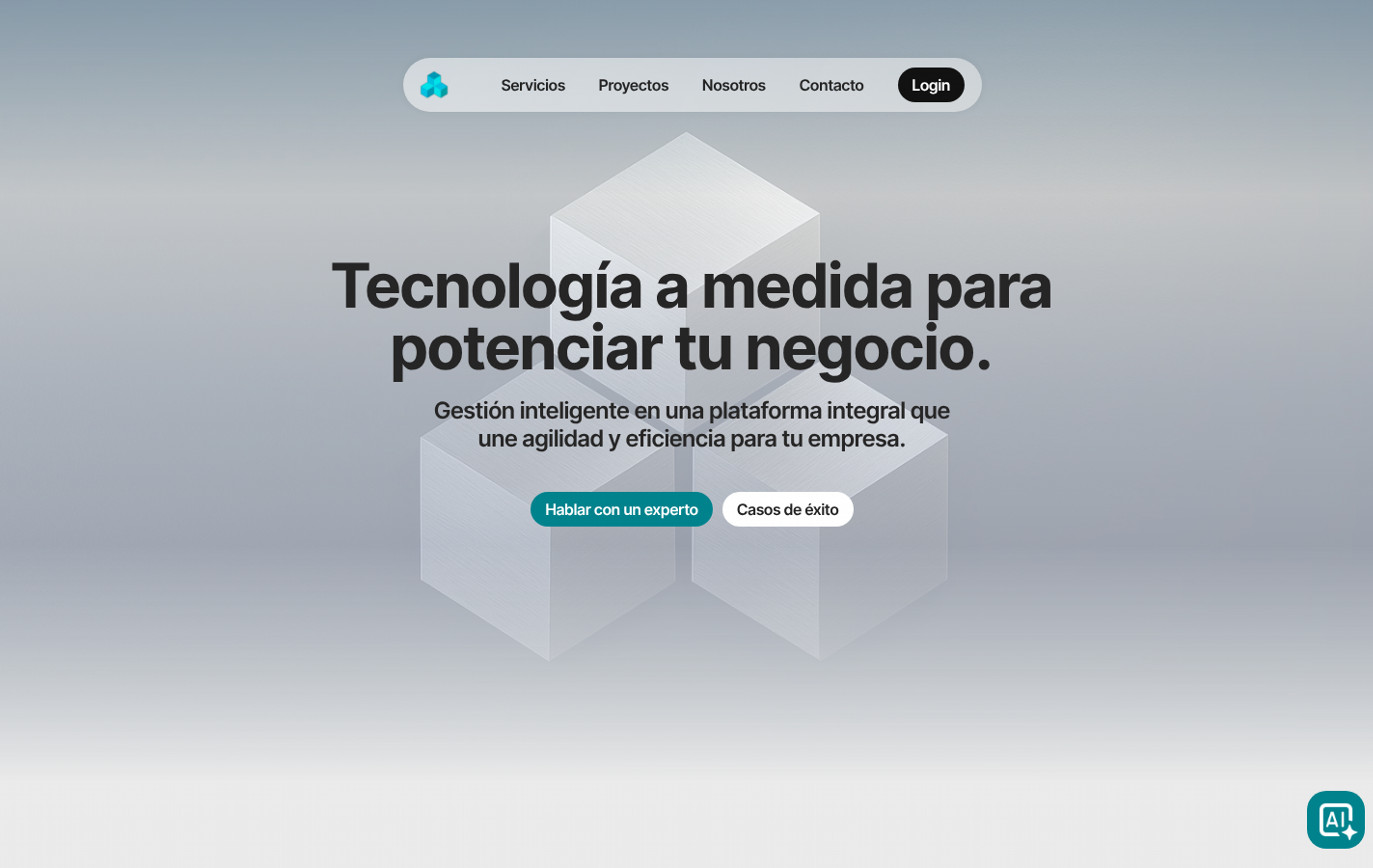 Servicios
Proyectos
Nosotros
Contacto
Login
Tecnología a medida para
potenciar tu negocio.
Gestión inteligente en una plataforma integral que
une agilidad y eficiencia para tu empresa.
Hablar con un experto
Casos de éxito
AI